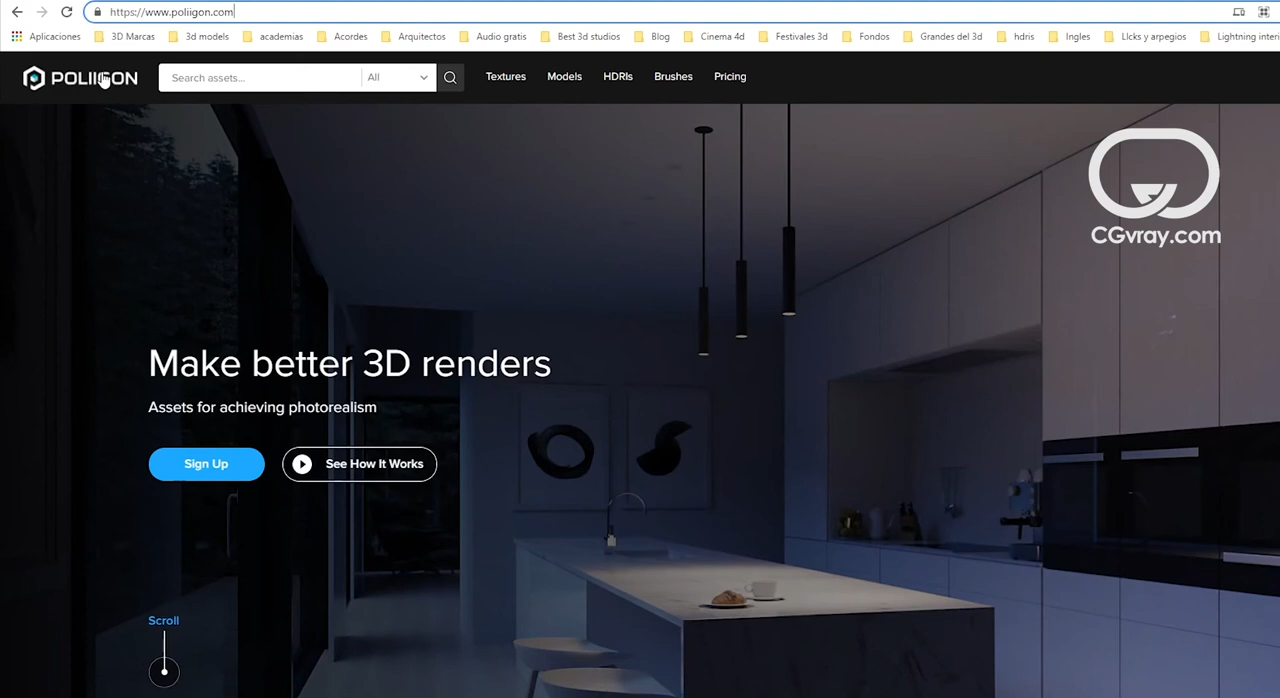 https://www.poliigon.com
Aplicaciones 3D Marcas 3d models academias Acordes Arquitectos Audio gratis Best 3d studios Blog Cinema 4d Festivales 3d Fondos Grandes del 3d hdris Ingles LIcks y arpegios Lightning interi
POLIIGON Search assets... All Textures Models HDRIs Brushes Pricing
CGvray.com
Make better 3D renders
Assets for achieving photorealism
Sign Up See How It Works
Scroll